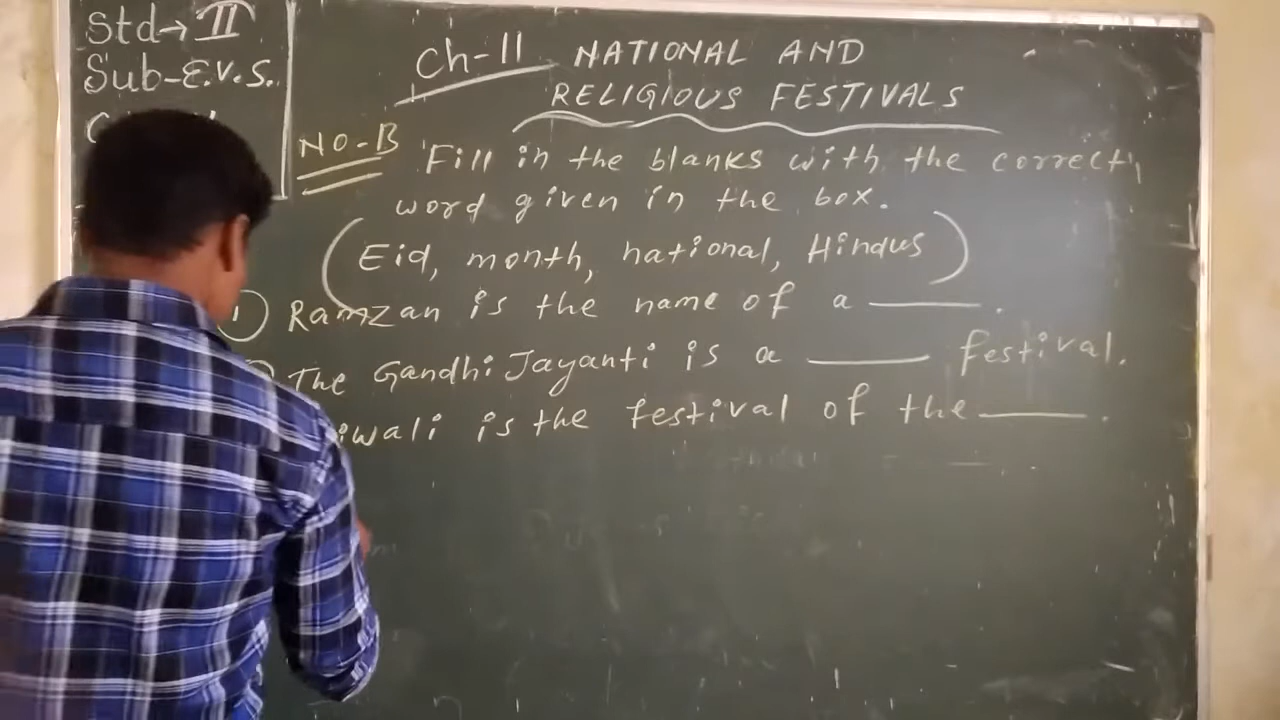 Std→II
Sub-E.V.S.
Ch-11 NATIONAL AND
RELIGIOUS FESTIVALS
NO-B Fill in the blanks with the correct
word given in the box.
(Eid, month, national, Hindus)
1 Ramzan is the name of a ______.
The Gandhi Jayanti is a ______ festival.
iwali is the festival of the ______.